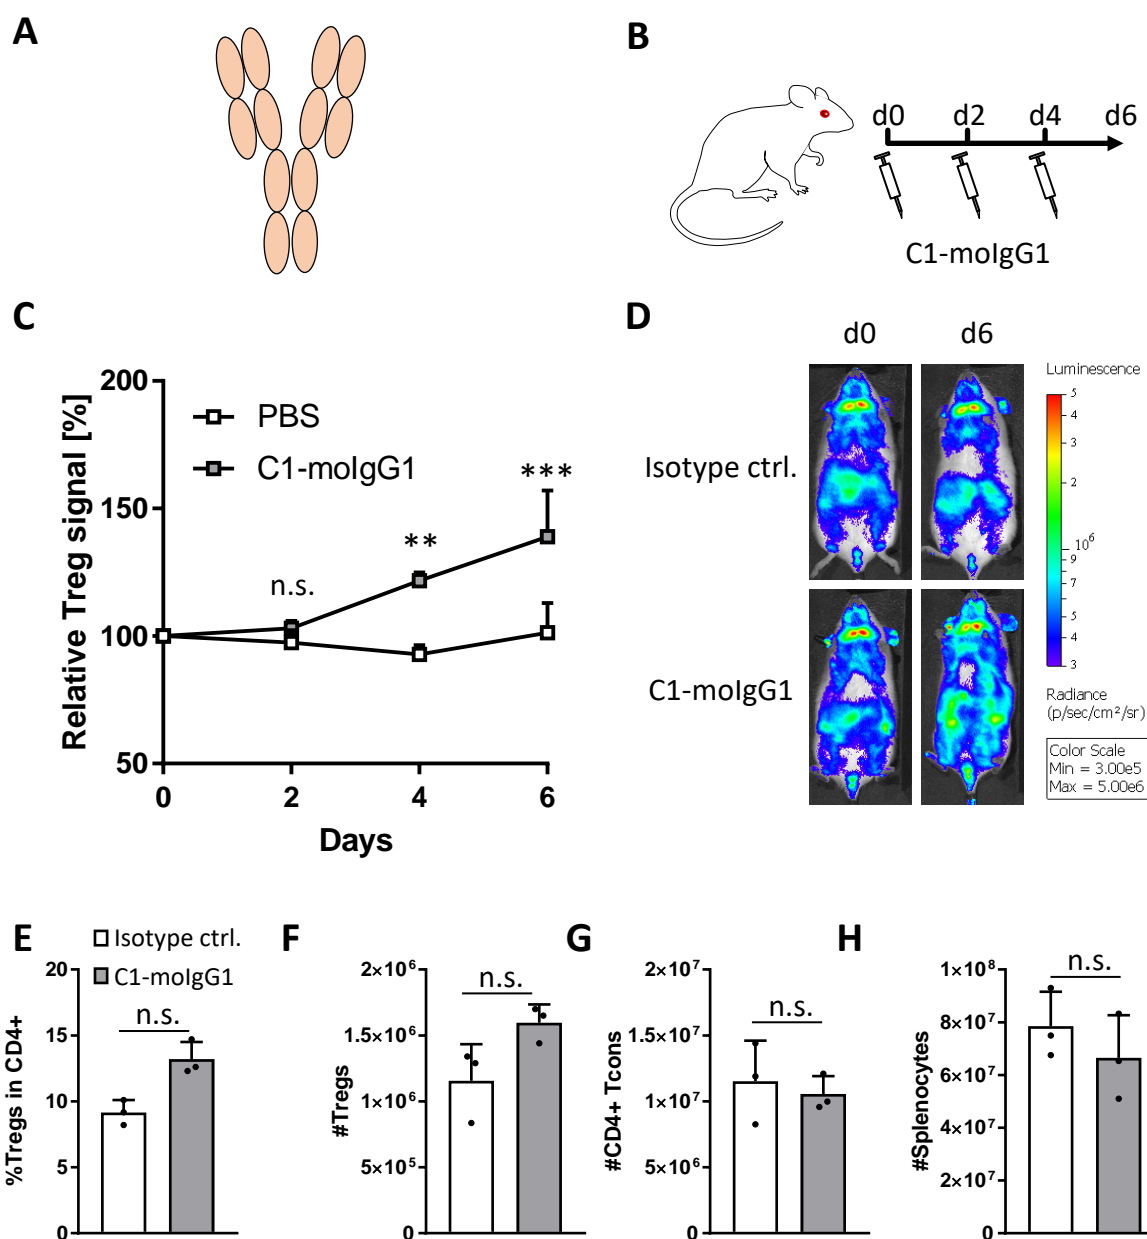 A
B
d0 d2 d4 d6
C1-moIgG1
C
Relative Treg signal [%]
200
150
100
50
PBS
C1-moIgG1
n.s.
**
***
0 2 4 6
Days
D
d0 d6
Isotype ctrl.
C1-moIgG1
Luminescence
5
4
3
2
10⁶
9
7
5
4
3
Radiance
(p/sec/cm²/sr)
Color Scale
Min = 3.00e5
Max = 5.00e6
E
Isotype ctrl.
C1-moIgG1
%Tregs in CD4+
20
15
10
5
0
n.s.
F
#Tregs
2×10⁶
1.5×10⁶
1×10⁶
5×10⁵
0
n.s.
G
#CD4+ Tcons
2×10⁷
1.5×10⁷
1×10⁷
5×10⁶
0
n.s.
H
#Splenocytes
1×10⁸
8×10⁷
6×10⁷
4×10⁷
2×10⁷
0
n.s.